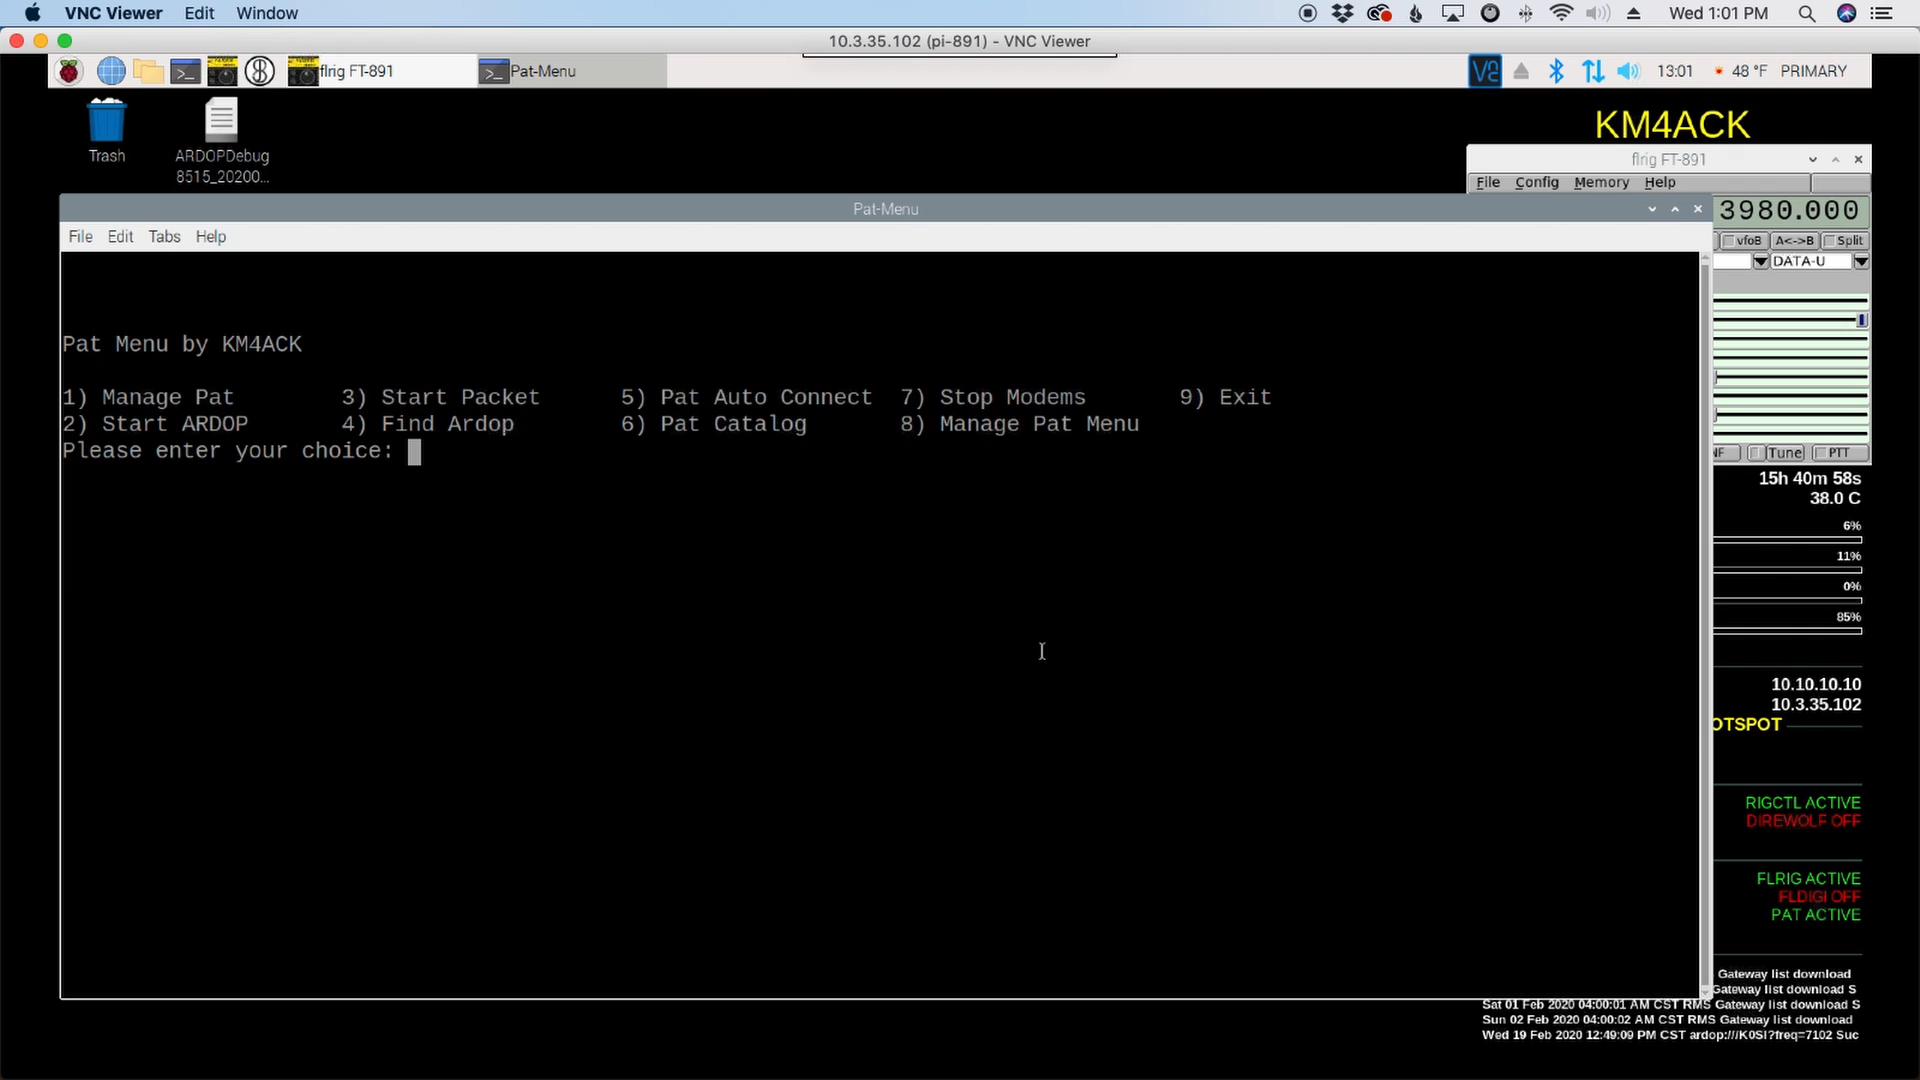 VNC Viewer Edit Window Wed 1:01 PM
10.3.35.102 (pi-891) - VNC Viewer
flrig FT-891 Pat-Menu 13:01 48 °F PRIMARY
Trash
ARDOPDebug
8515_20200...
KM4ACK
flrig FT-891
File Config Memory Help
3980.000
vfoB A<->B Split
DATA-U
Tune PTT
Pat-Menu
File Edit Tabs Help
Pat Menu by KM4ACK
1) Manage Pat 3) Start Packet 5) Pat Auto Connect 7) Stop Modems 9) Exit
2) Start ARDOP 4) Find Ardop 6) Pat Catalog 8) Manage Pat Menu
Please enter your choice:
15h 40m 58s
38.0 C
6%
11%
0%
85%
10.10.10.10
10.3.35.102
OTSPOT
RIGCTL ACTIVE
DIREWOLF OFF
FLRIG ACTIVE
FLDIGI OFF
PAT ACTIVE
Gateway list download
Gateway list download S
Sat 01 Feb 2020 04:00:01 AM CST RMS Gateway list download S
Sun 02 Feb 2020 04:00:02 AM CST RMS Gateway list download
Wed 19 Feb 2020 12:49:09 PM CST ardop:///K0SI?freq=7102 Suc